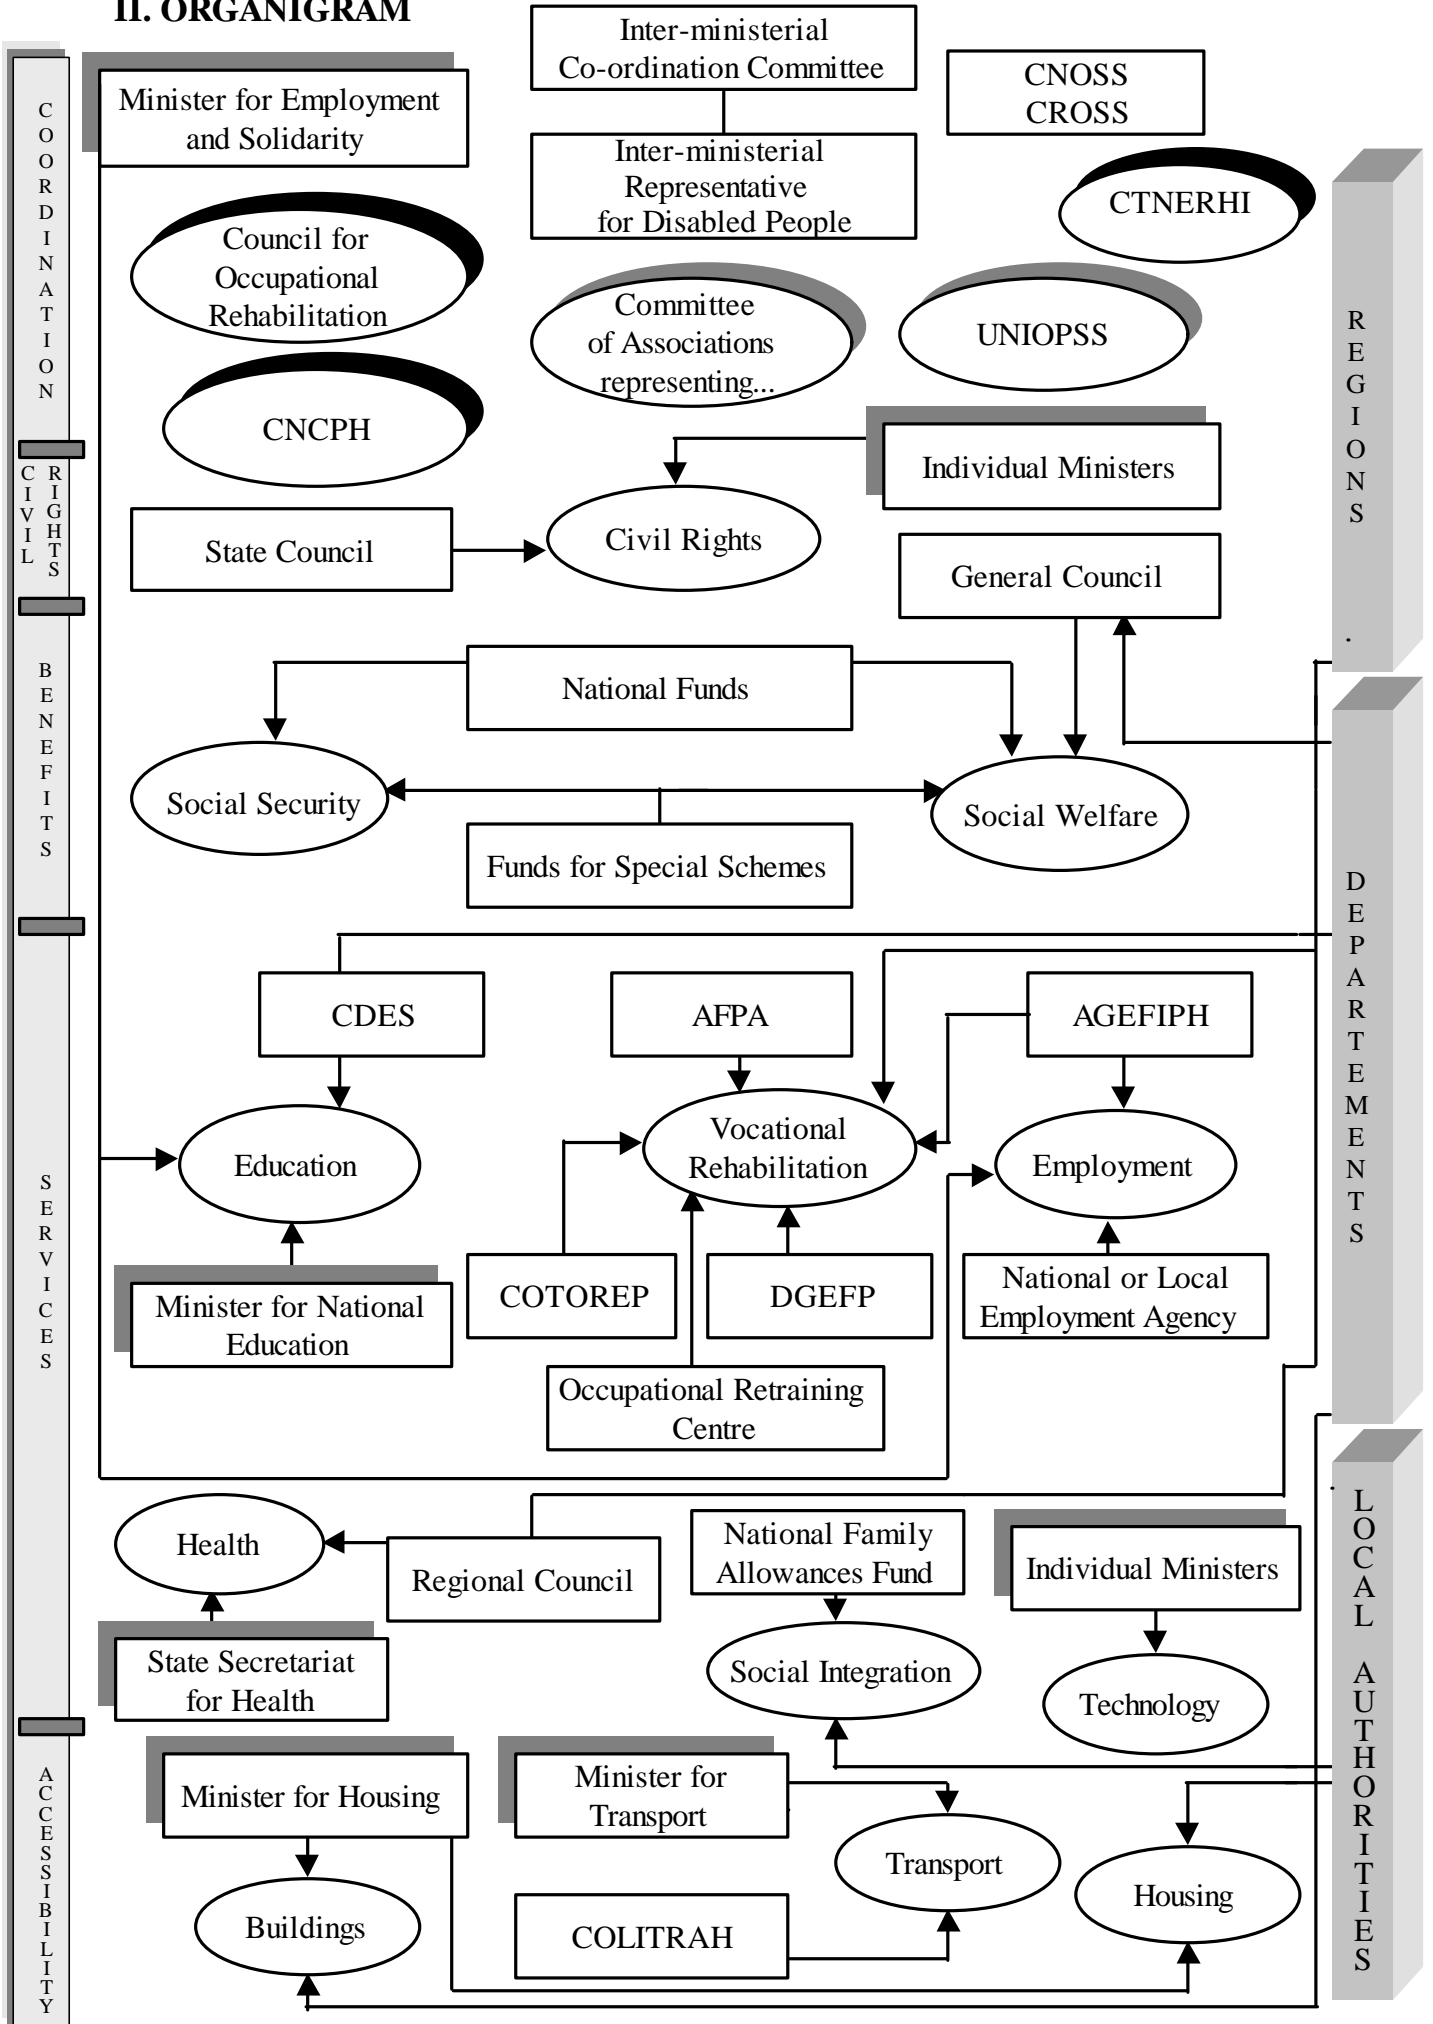 II. ORGANIGRAM
Inter-ministerial
Co-ordination Committee
CNOSS
CROSS
Minister for Employment
and Solidarity
Inter-ministerial
Representative
for Disabled People
CTNERHI
COORDINATION
Council for
Occupational
Rehabilitation
Committee
of Associations
representing...
UNIOPSS
REGIONS
CNCPH
Individual Ministers
CIVIL
RIGHTS
State Council
Civil Rights
General Council
.
BENEFITS
National Funds
Social Security
Social Welfare
Funds for Special Schemes
DEPARTEMENTS
CDES
AFPA
AGEFIPH
Education
Vocational
Rehabilitation
Employment
SERVICES
Minister for National
Education
COTOREP
DGEFP
National or Local
Employment Agency
Occupational Retraining
Centre
.
LOCAL AUTHORITIES
Health
Regional Council
National Family
Allowances Fund
Individual Ministers
State Secretariat
for Health
Social Integration
Technology
ACCESSIBILITY
Minister for Housing
Minister for
Transport
Transport
Housing
Buildings
COLITRAH